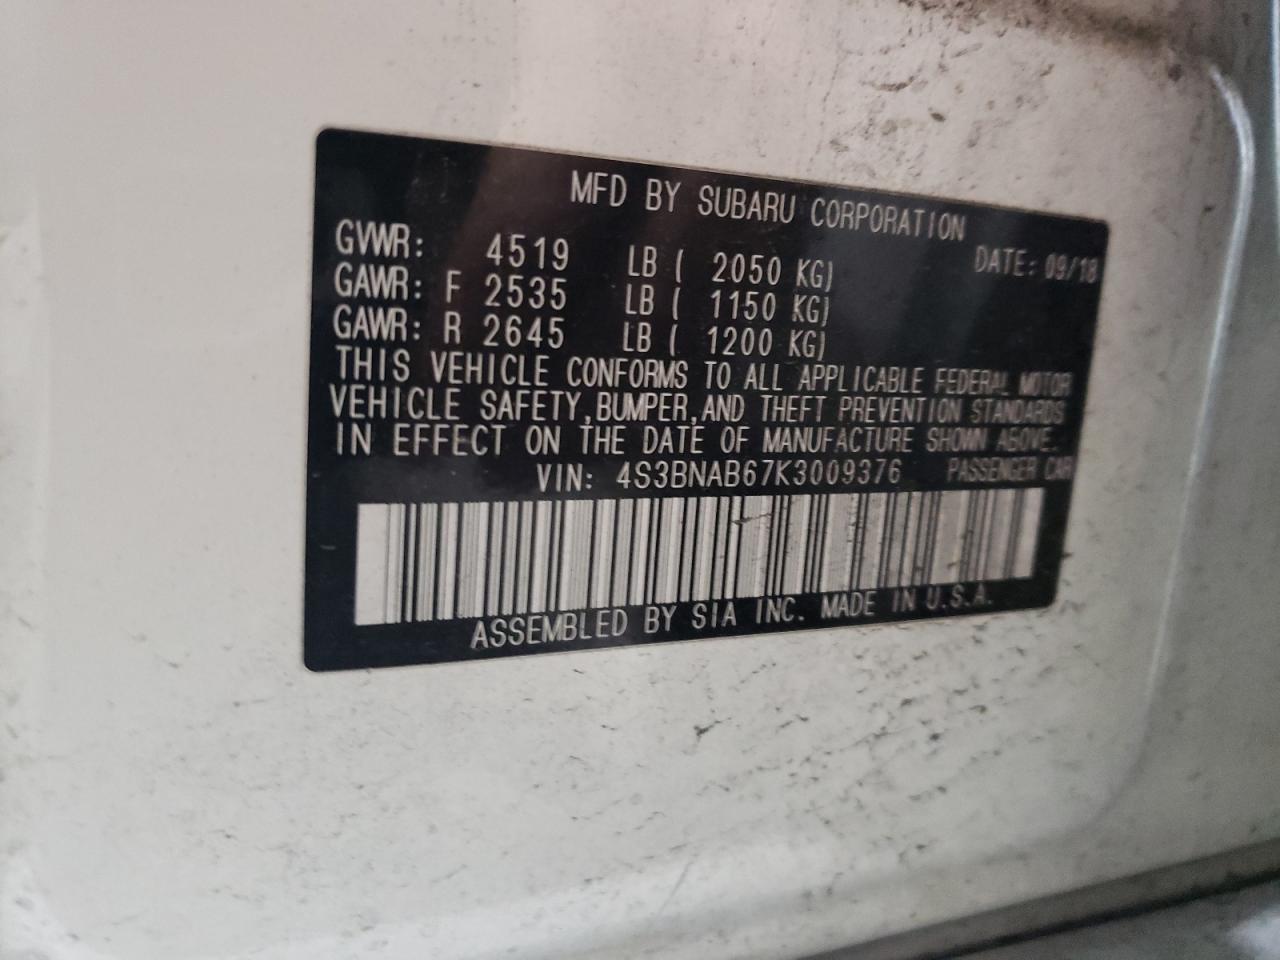 MFD BY SUBARU CORPORATION
GVWR: 4519 LB ( 2050 KG) DATE: 09/18
GAWR: F 2535 LB ( 1150 KG)
GAWR: R 2645 LB ( 1200 KG)
THIS VEHICLE CONFORMS TO ALL APPLICABLE FEDERAL MOTOR
VEHICLE SAFETY, BUMPER, AND THEFT PREVENTION STANDARDS
IN EFFECT ON THE DATE OF MANUFACTURE SHOWN ABOVE.
VIN: 4S3BNAB67K3009376 PASSENGER CAR
ASSEMBLED BY SIA INC. MADE IN U.S.A.